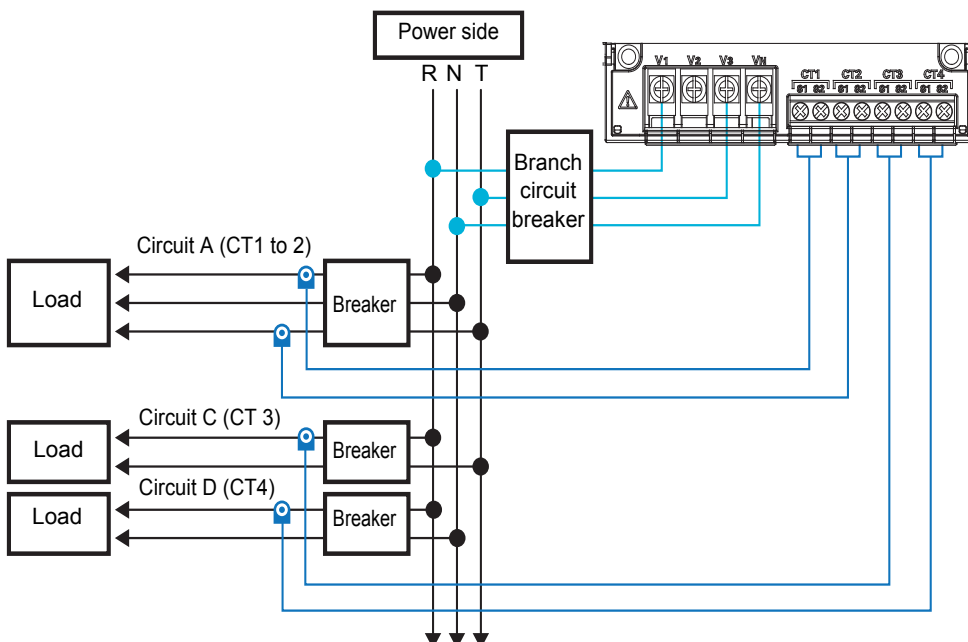 Power side
R N T
V1 V2 V3 VN
CT1 CT2 CT3 CT4
S1 S2 S1 S2 S1 S2 S1 S2
Branch
circuit
breaker
Circuit A (CT1 to 2)
Load
Breaker
Circuit C (CT 3)
Load
Breaker
Circuit D (CT4)
Load
Breaker